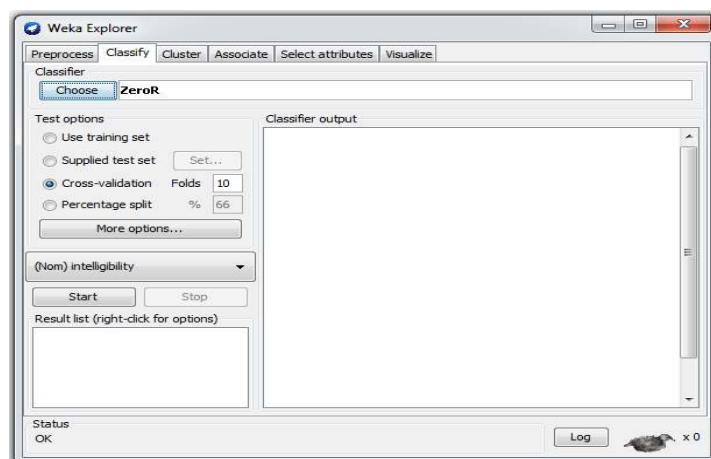 Weka Explorer
Preprocess Classify Cluster Associate Select attributes Visualize
Classifier
Choose ZeroR
Test options
Use training set
Supplied test set Set...
Cross-validation Folds 10
Percentage split % 66
More options...
(Nom) intelligibility
Start Stop
Result list (right-click for options)
Classifier output
Status
OK
Log x 0